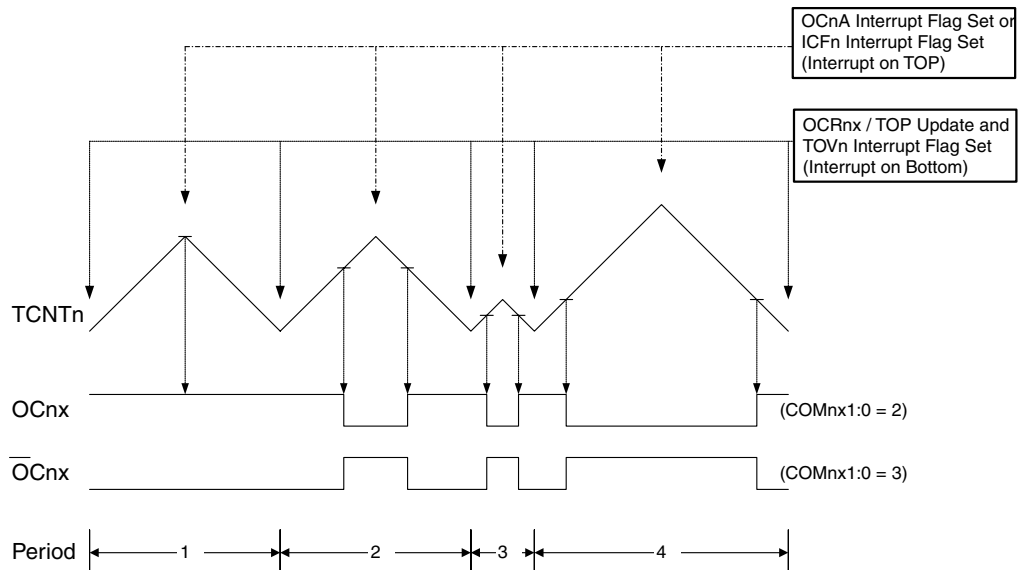 OCnA Interrupt Flag Set or
ICFn Interrupt Flag Set
(Interrupt on TOP)
OCRnx / TOP Update and
TOVn Interrupt Flag Set
(Interrupt on Bottom)
TCNTn
OCnx
(COMnx1:0 = 2)
O̅Cnx
(COMnx1:0 = 3)
Period
1
2
3
4